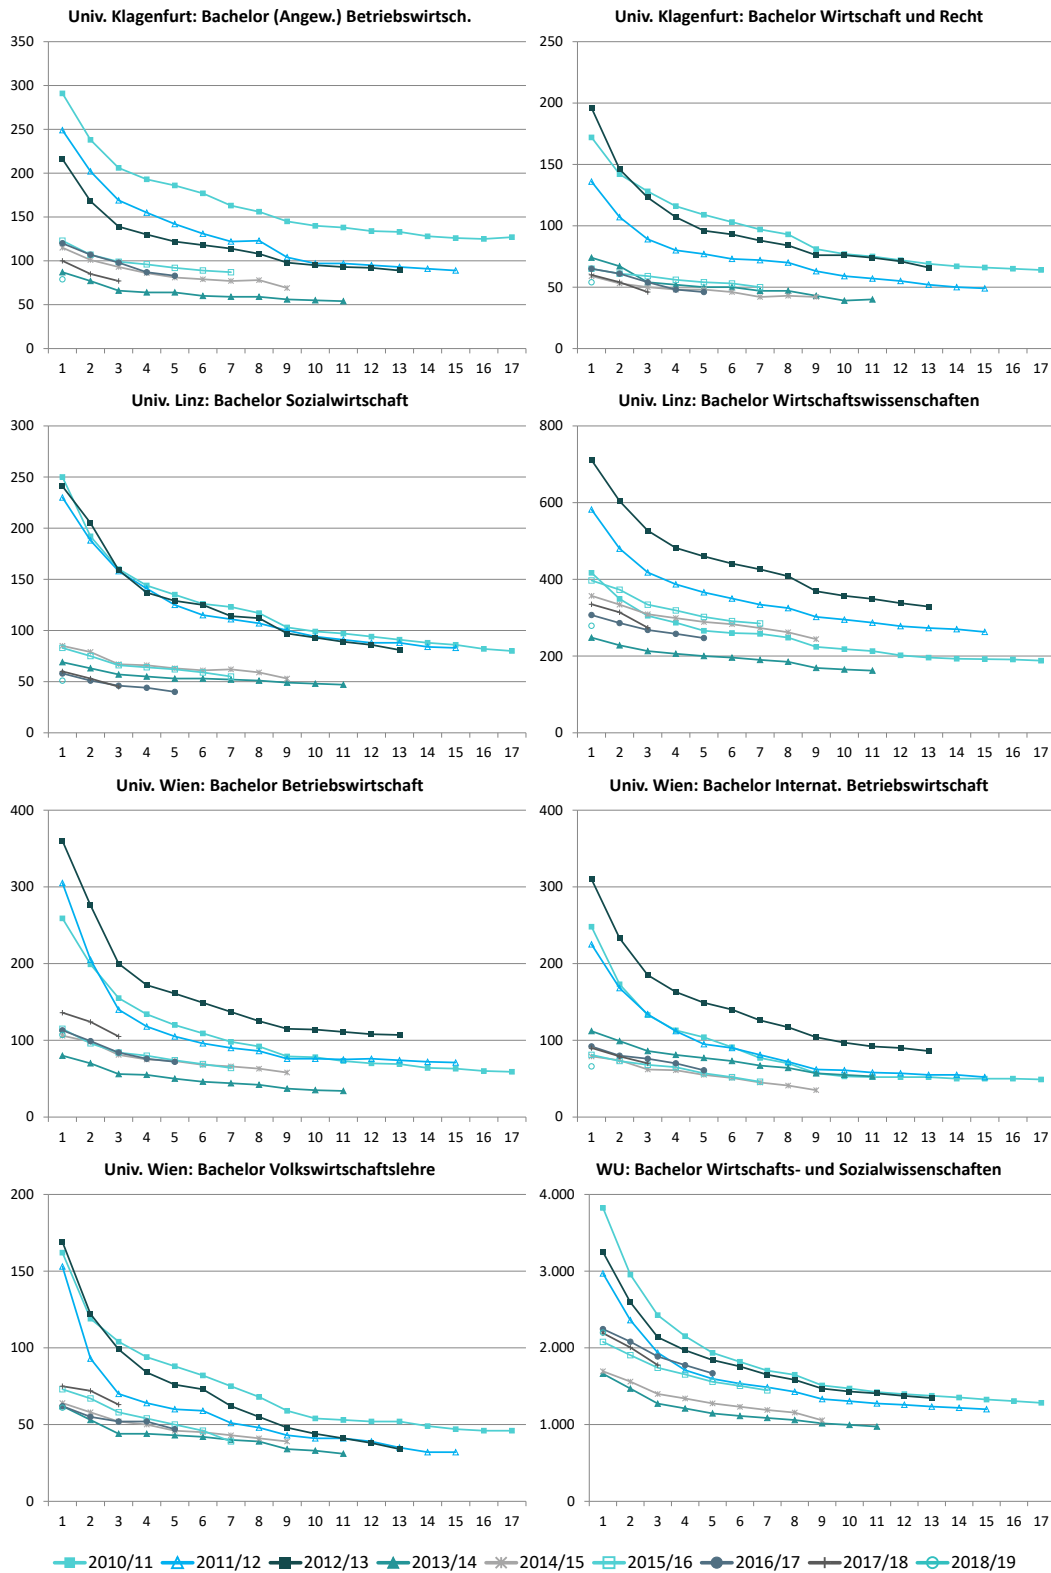 Univ. Klagenfurt: Bachelor (Angew.) Betriebswirtsch.
350
300
250
200
150
100
50
0
1 2 3 4 5 6 7 8 9 10 11 12 13 14 15 16 17
Univ. Klagenfurt: Bachelor Wirtschaft und Recht
250
200
150
100
50
0
1 2 3 4 5 6 7 8 9 10 11 12 13 14 15 16 17
Univ. Linz: Bachelor Sozialwirtschaft
300
250
200
150
100
50
0
1 2 3 4 5 6 7 8 9 10 11 12 13 14 15 16 17
Univ. Linz: Bachelor Wirtschaftswissenschaften
800
600
400
200
0
1 2 3 4 5 6 7 8 9 10 11 12 13 14 15 16 17
Univ. Wien: Bachelor Betriebswirtschaft
400
300
200
100
0
1 2 3 4 5 6 7 8 9 10 11 12 13 14 15 16 17
Univ. Wien: Bachelor Internat. Betriebswirtschaft
400
300
200
100
0
1 2 3 4 5 6 7 8 9 10 11 12 13 14 15 16 17
Univ. Wien: Bachelor Volkswirtschaftslehre
200
150
100
50
0
1 2 3 4 5 6 7 8 9 10 11 12 13 14 15 16 17
WU: Bachelor Wirtschafts- und Sozialwissenschaften
4.000
3.000
2.000
1.000
0
1 2 3 4 5 6 7 8 9 10 11 12 13 14 15 16 17
2010/11 2011/12 2012/13 2013/14 2014/15 2015/16 2016/17 2017/18 2018/19